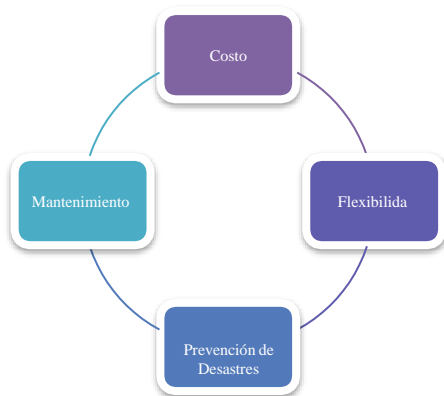 Costo
Flexibilida
Prevención de
Desastres
Mantenimiento